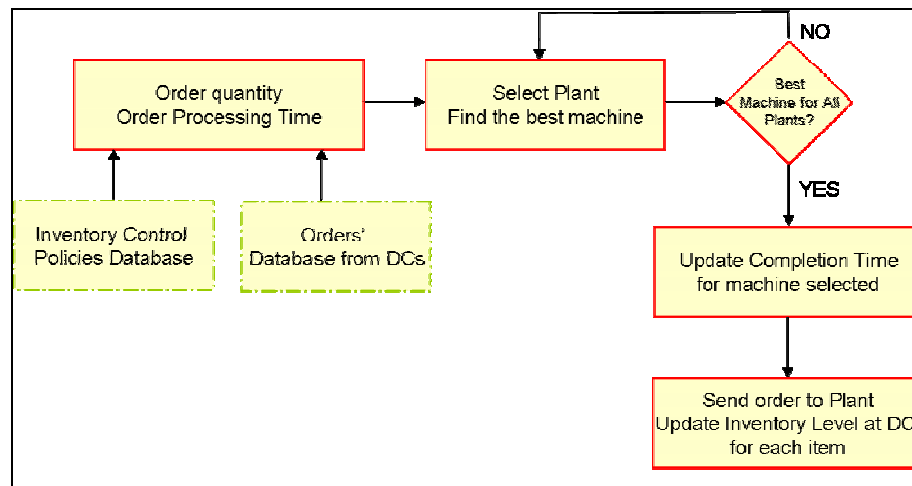 NO
Order quantity
Order Processing Time
Select Plant
Find the best machine
Best
Machine for All
Plants?
YES
Inventory Control
Policies Database
Orders'
Database from DCs
Update Completion Time
for machine selected
Send order to Plant
Update Inventory Level at DC
for each item